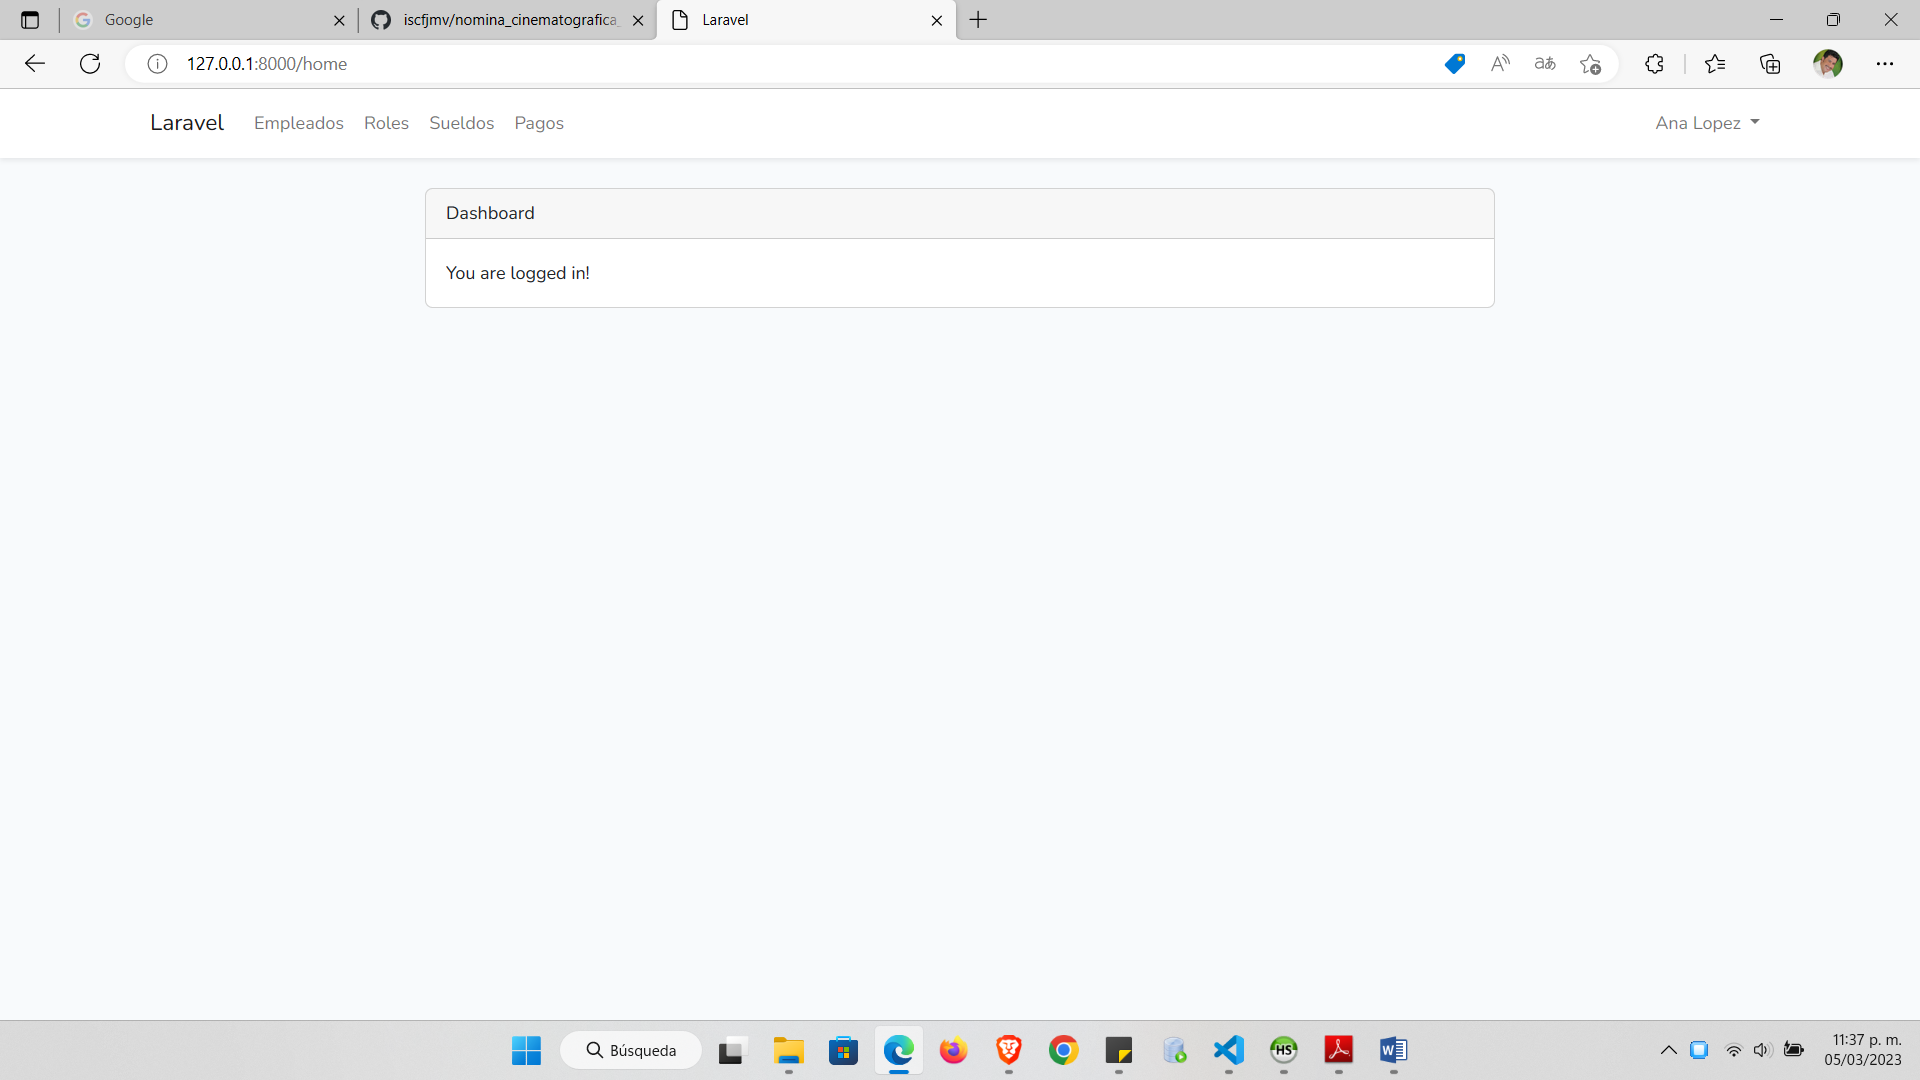 Google
iscfjmv/nomina_cinematografica_
Laravel
127.0.0.1:8000/home
Laravel
Empleados
Roles
Sueldos
Pagos
Ana Lopez
Dashboard
You are logged in!
Búsqueda
11:37 p. m.
05/03/2023